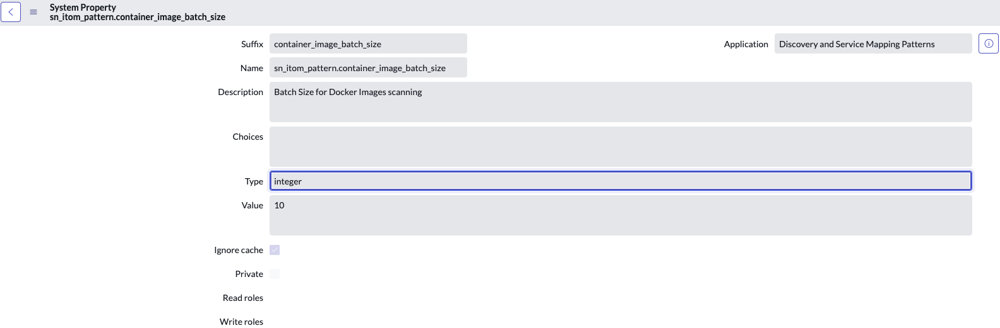 System Property
sn_itom_pattern.container_image_batch_size
Suffix container_image_batch_size
Application Discovery and Service Mapping Patterns
Name sn_itom_pattern.container_image_batch_size
Description Batch Size for Docker Images scanning
Choices
Type integer
Value 10
Ignore cache
Private
Read roles
Write roles